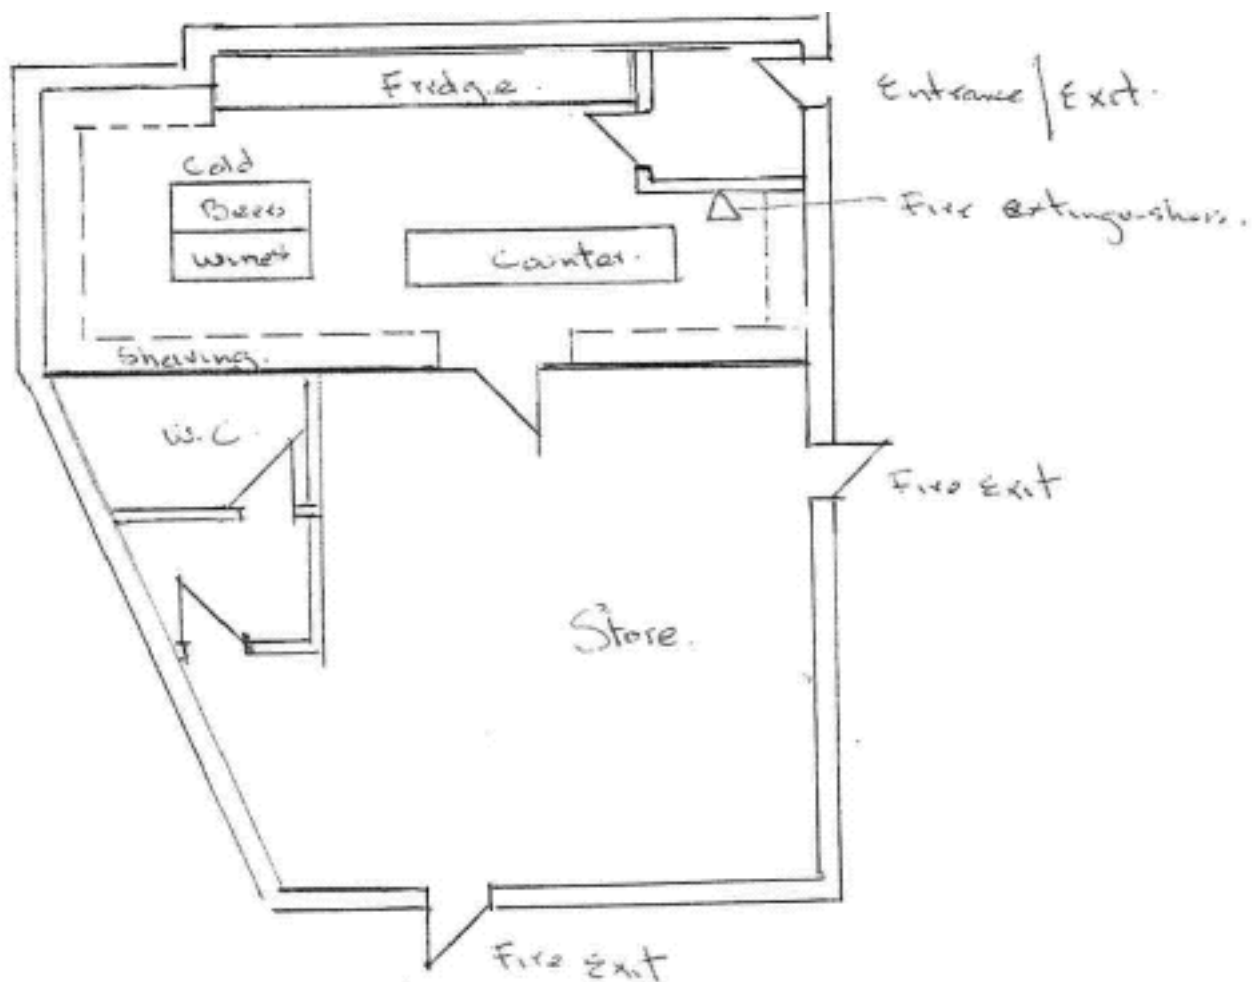 Fridge.
Entrance / Exit.
Cold
Beers
Wines
Counter.
Fire extinguishers.
Shelving.
W.C.
Fire Exit
Store.
Fire Exit